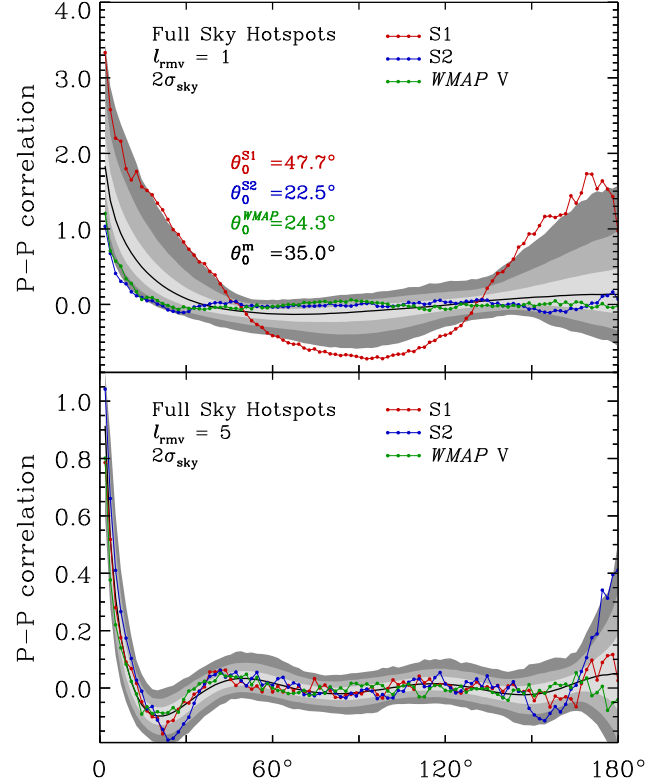 4.0
3.0
2.0
1.0
0.0
P−P correlation
Full Sky Hotspots
l_rmv = 1
2σ_sky
S1
S2
WMAP V
θ_0^S1 =47.7°
θ_0^S2 =22.5°
θ_0^WMAP=24.3°
θ_0^m =35.0°
1.0
0.8
0.6
0.4
0.2
0.0
P−P correlation
Full Sky Hotspots
l_rmv = 5
2σ_sky
S1
S2
WMAP V
0 60° 120° 180°